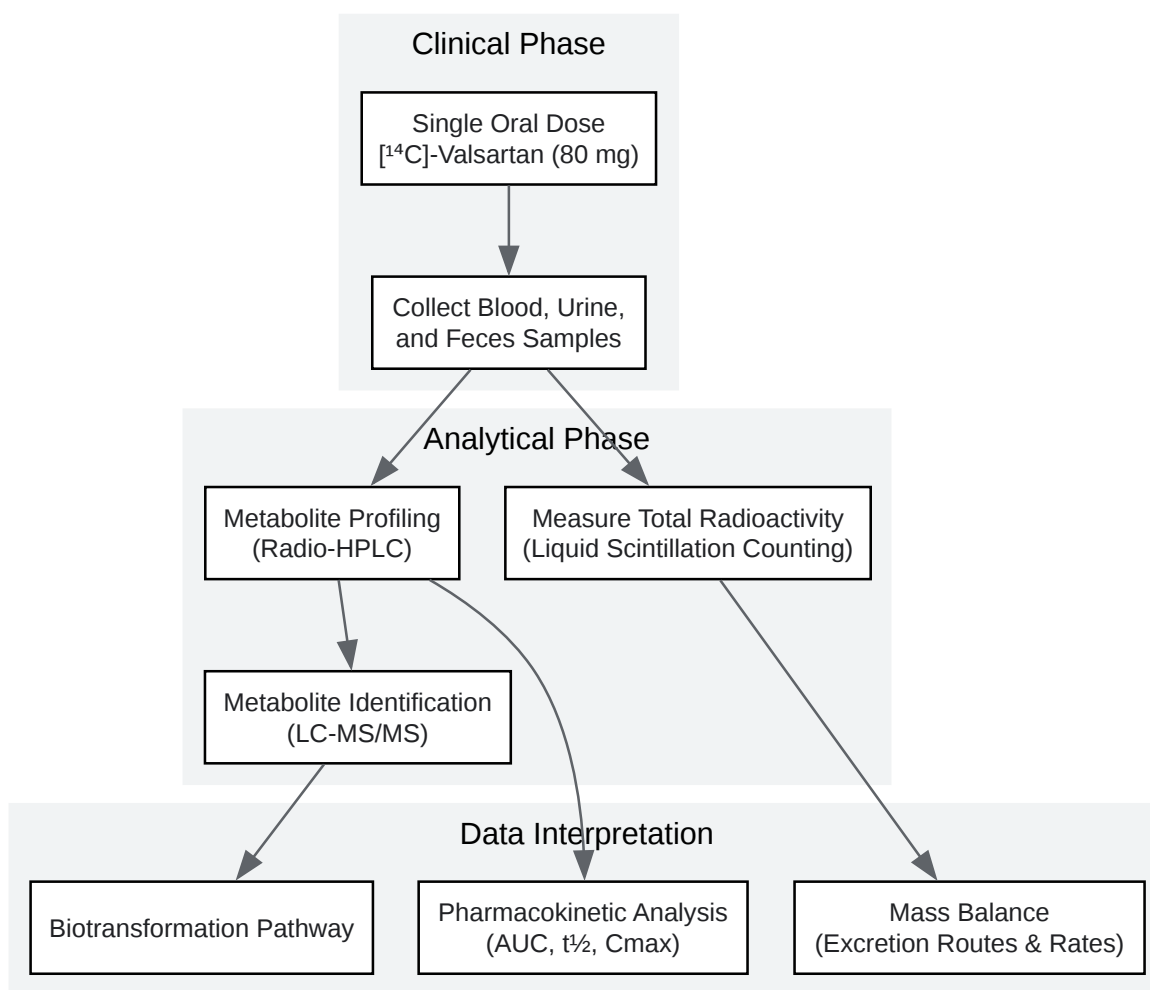 Clinical Phase
Single Oral Dose
[¹⁴C]-Valsartan (80 mg)
Collect Blood, Urine,
and Feces Samples
Analytical Phase
Metabolite Profiling
(Radio-HPLC)
Measure Total Radioactivity
(Liquid Scintillation Counting)
Metabolite Identification
(LC-MS/MS)
Data Interpretation
Biotransformation Pathway
Pharmacokinetic Analysis
(AUC, t½, Cmax)
Mass Balance
(Excretion Routes & Rates)